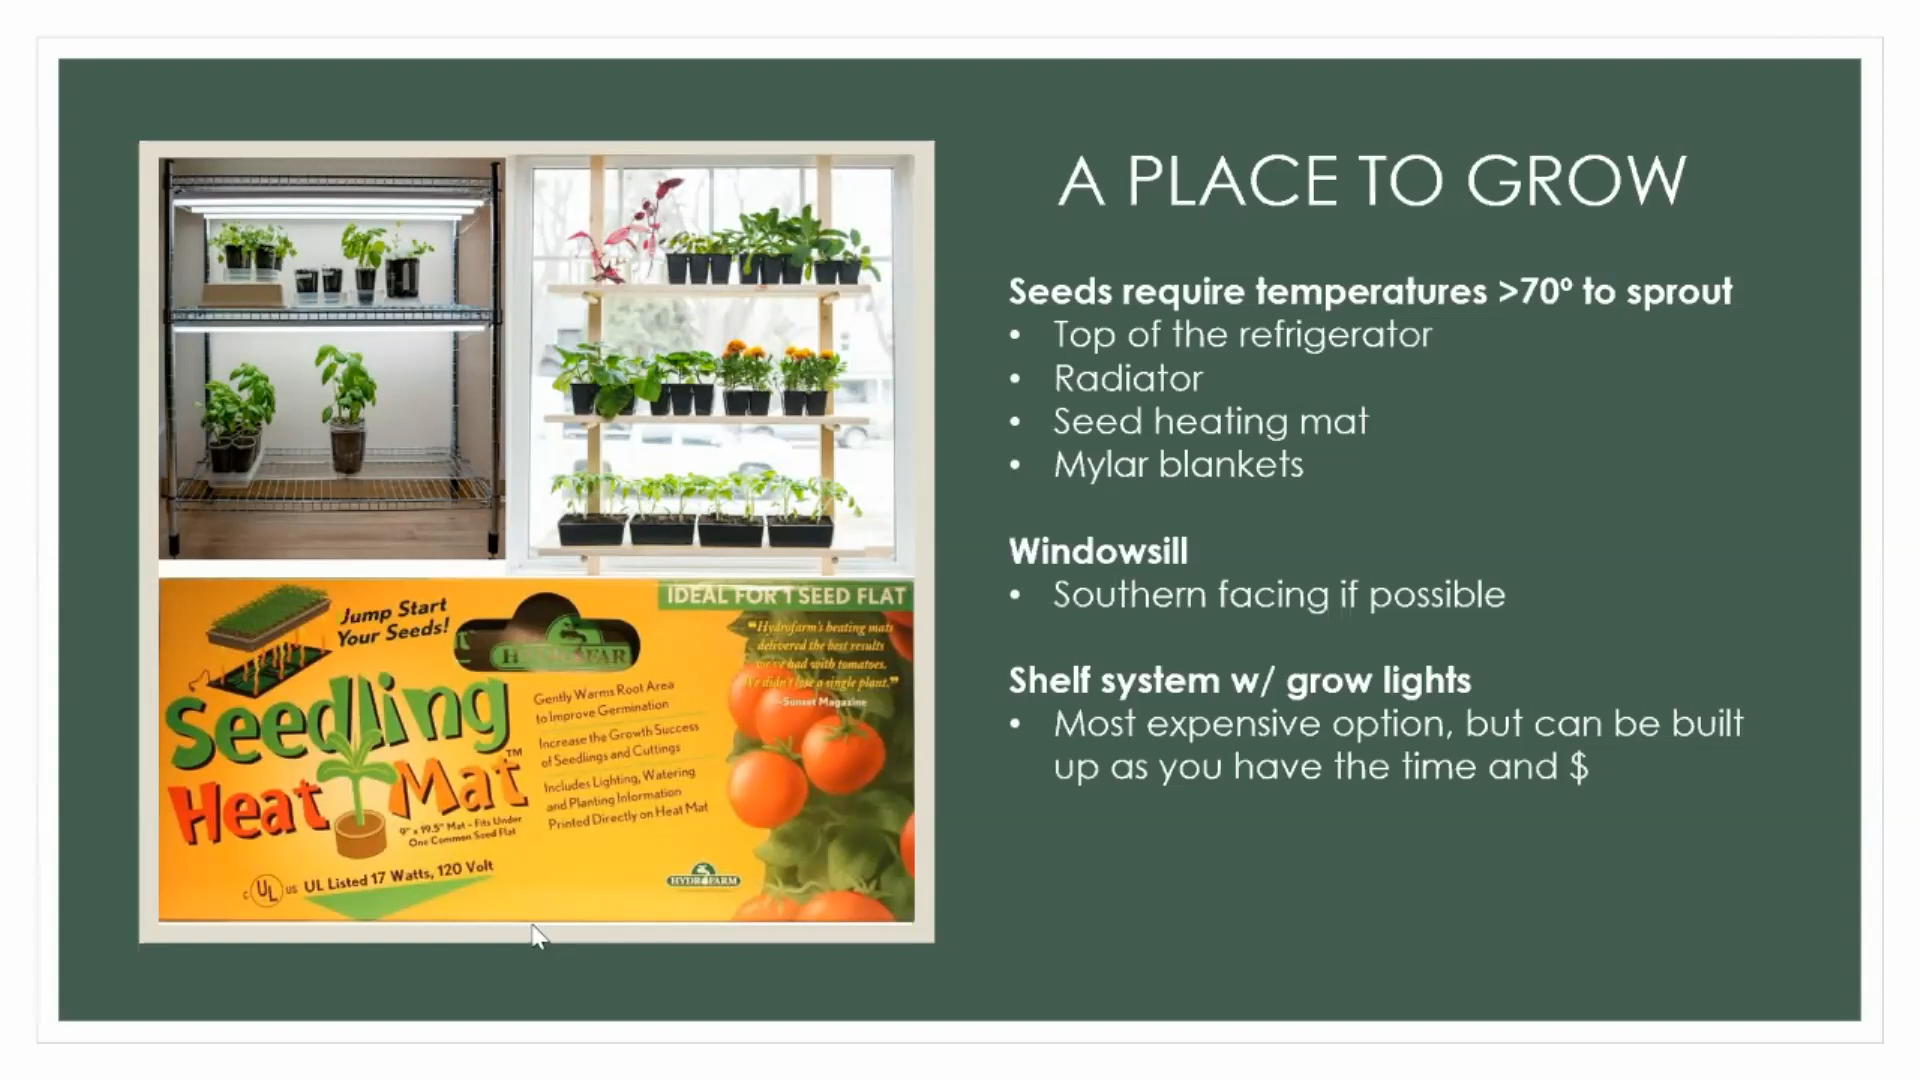 A PLACE TO GROW
Seeds require temperatures >70º to sprout
• Top of the refrigerator
• Radiator
• Seed heating mat
• Mylar blankets
Windowsill
• Southern facing if possible
Shelf system w/ grow lights
• Most expensive option, but can be built
up as you have the time and $
Jump Start
Your Seeds!
IDEAL FOR 1 SEED FLAT
"Hydrofarm's heating mats
delivered the best results
we've had with tomatoes.
We didn't lose a single plant."
–Sunset Magazine
Seedling
Heat Mat™
9" x 19.5" Mat - Fits Under
One Common Seed Flat
Gently Warms Root Area
to Improve Germination
Increase the Growth Success
of Seedlings and Cuttings
Includes Lighting, Watering
and Planting Information
Printed Directly on Heat Mat
C UL US UL Listed 17 Watts, 120 Volt
HYDROFARM